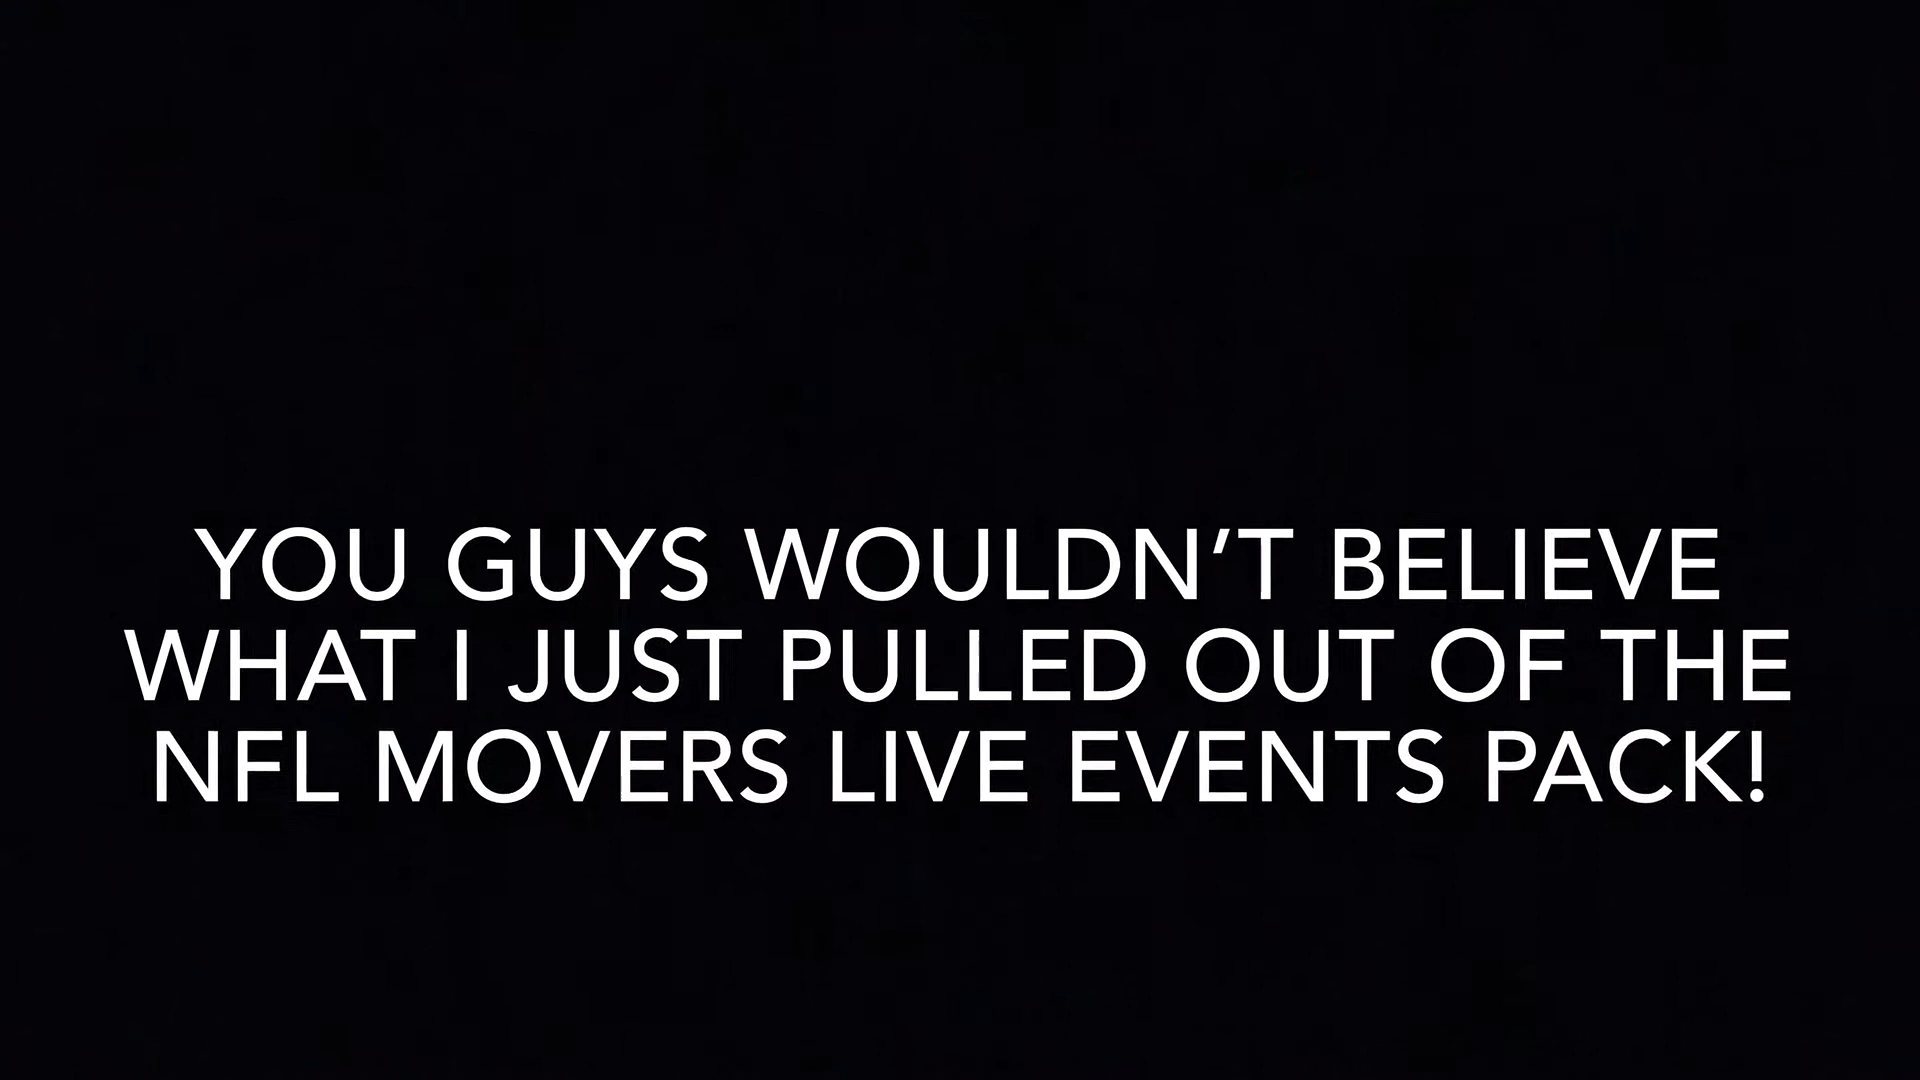 YOU GUYS WOULDN’T BELIEVE
WHAT I JUST PULLED OUT OF THE
NFL MOVERS LIVE EVENTS PACK!